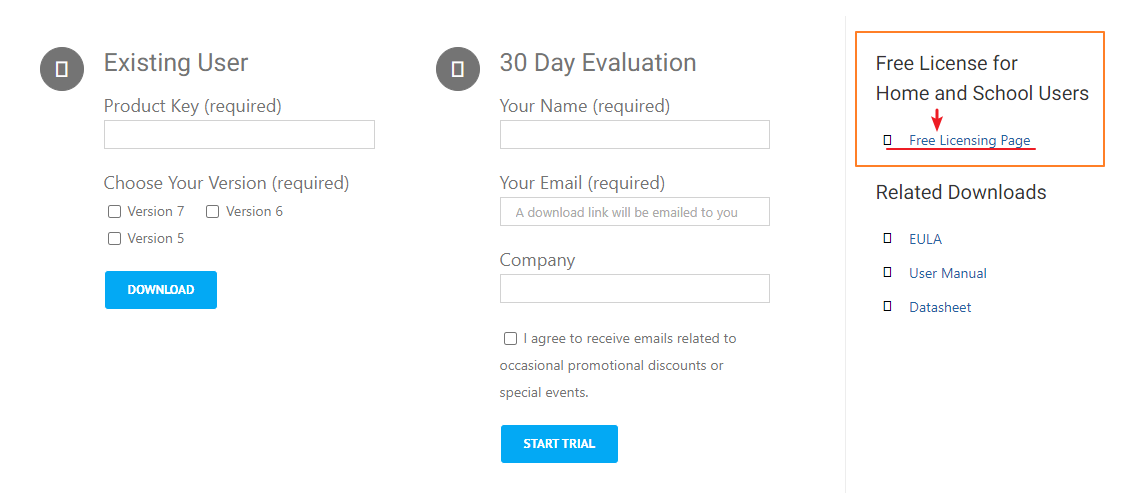 Existing User
Product Key (required)
Choose Your Version (required)
Version 7
Version 6
Version 5
DOWNLOAD
30 Day Evaluation
Your Name (required)
Your Email (required)
A download link will be emailed to you
Company
I agree to receive emails related to
occasional promotional discounts or
special events.
START TRIAL
Free License for
Home and School Users
Free Licensing Page
Related Downloads
EULA
User Manual
Datasheet